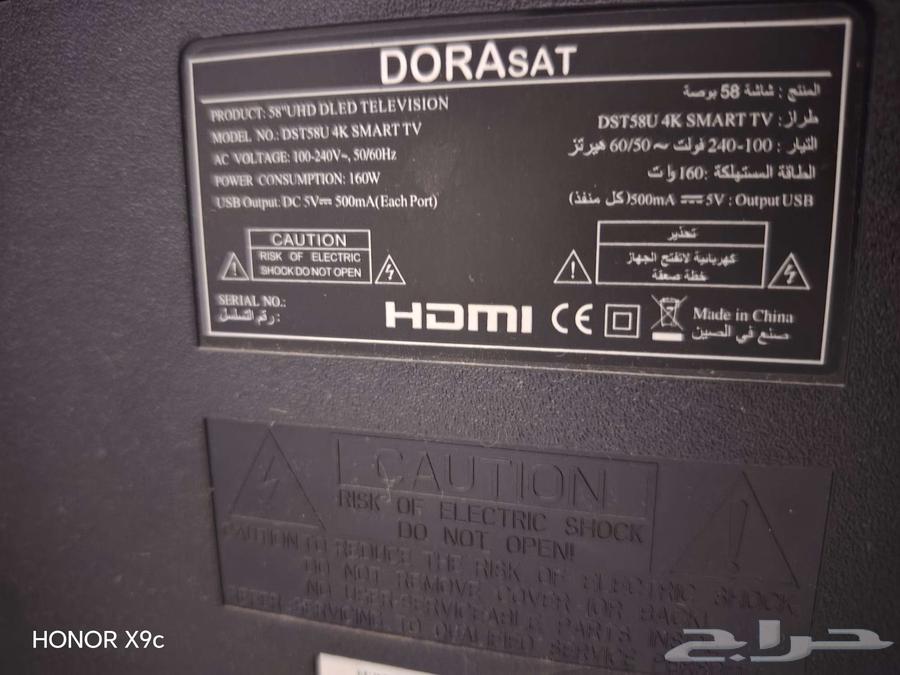 DORASAT
PRODUCT: 58"UHD DLED TELEVISION
MODEL NO.: DST58U 4K SMART TV
AC VOLTAGE: 100-240V~, 50/60Hz
POWER CONSUMPTION: 160W
USB Output: DC 5V⎓ 500mA(Each Port)
المنتج : شاشة 58 بوصة
طراز: DST58U 4K SMART TV
التيار : 100-240 فولت ~ 60/50 هيرتز
الطاقة المستهلكة :160 وات
Output USB : 5V ⎓ 500mA(كل منفذ)
CAUTION
RISK OF ELECTRIC
SHOCK DO NOT OPEN
تحذير
كهربائية لاتفتح الجهاز
خطة صعقة
SERIAL NO.:
رقم التسلسل:
HDMI CE
Made in China
صنع في الصين
CAUTION
RISK OF ELECTRIC SHOCK
DO NOT OPEN!
CAUTION TO REDUCE THE RISK OF ELECTRIC SHOCK
DO NOT REMOVE COVER (OR BACK)
NO USER-SERVICEABLE PARTS
SERVICING TO QUALIFIED SERVICE
HONOR X9c
حراج